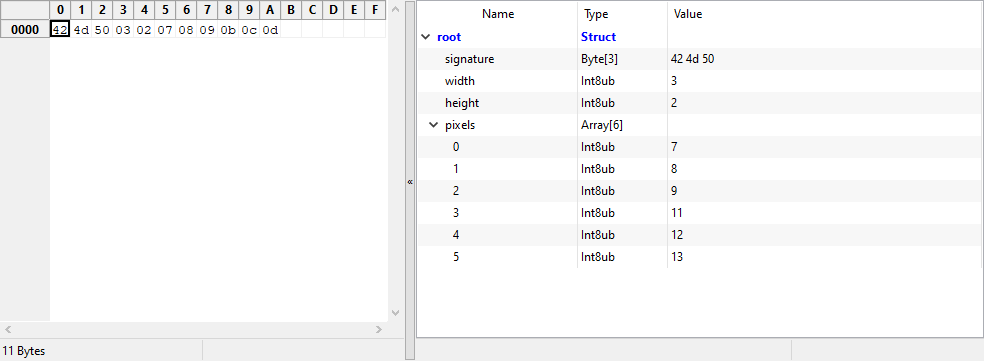 0 1 2 3 4 5 6 7 8 9 A B C D E F
0000 42 4d 50 03 02 07 08 09 0b 0c 0d
11 Bytes
«
Name Type Value
root Struct
signature Byte[3] 42 4d 50
width Int8ub 3
height Int8ub 2
pixels Array[6]
0 Int8ub 7
1 Int8ub 8
2 Int8ub 9
3 Int8ub 11
4 Int8ub 12
5 Int8ub 13